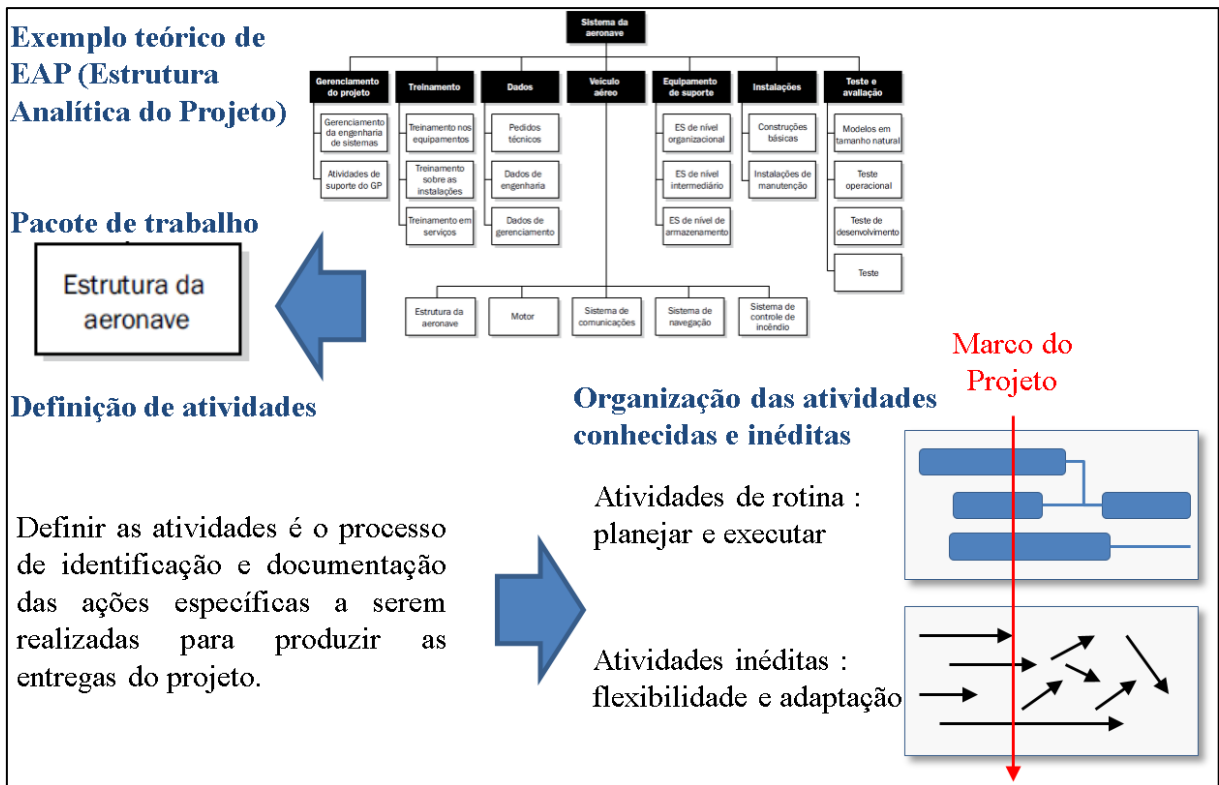 Exemplo teórico de
EAP (Estrutura
Analítica do Projeto)
Sistema da
aeronave
Gerenciamento
do projeto
Treinamento
Dados
Veículo
aéreo
Equipamento
de suporte
Instalações
Teste e
avaliação
Gerenciamento
da engenharia
de sistemas
Atividades de
suporte do GP
Treinamento nos
equipamentos
Treinamento
sobre as
instalações
Treinamento em
serviços
Pedidos
técnicos
Dados de
engenharia
Dados de
gerenciamento
ES de nível
organizacional
ES de nível
intermediário
ES de nível de
armazenamento
Construções
básicas
Instalações de
manutenção
Modelos em
tamanho natural
Teste
operacional
Teste de
desenvolvimento
Teste
Estrutura da
aeronave
Motor
Sistema de
comunicações
Sistema de
navegação
Sistema de
controle de
incêndio
Pacote de trabalho
Estrutura da
aeronave
Definição de atividades
Definir as atividades é o processo
de identificação e documentação
das ações específicas a serem
realizadas para produzir as
entregas do projeto.
Organização das atividades
conhecidas e inéditas
Marco do
Projeto
Atividades de rotina :
planejar e executar
Atividades inéditas :
flexibilidade e adaptação